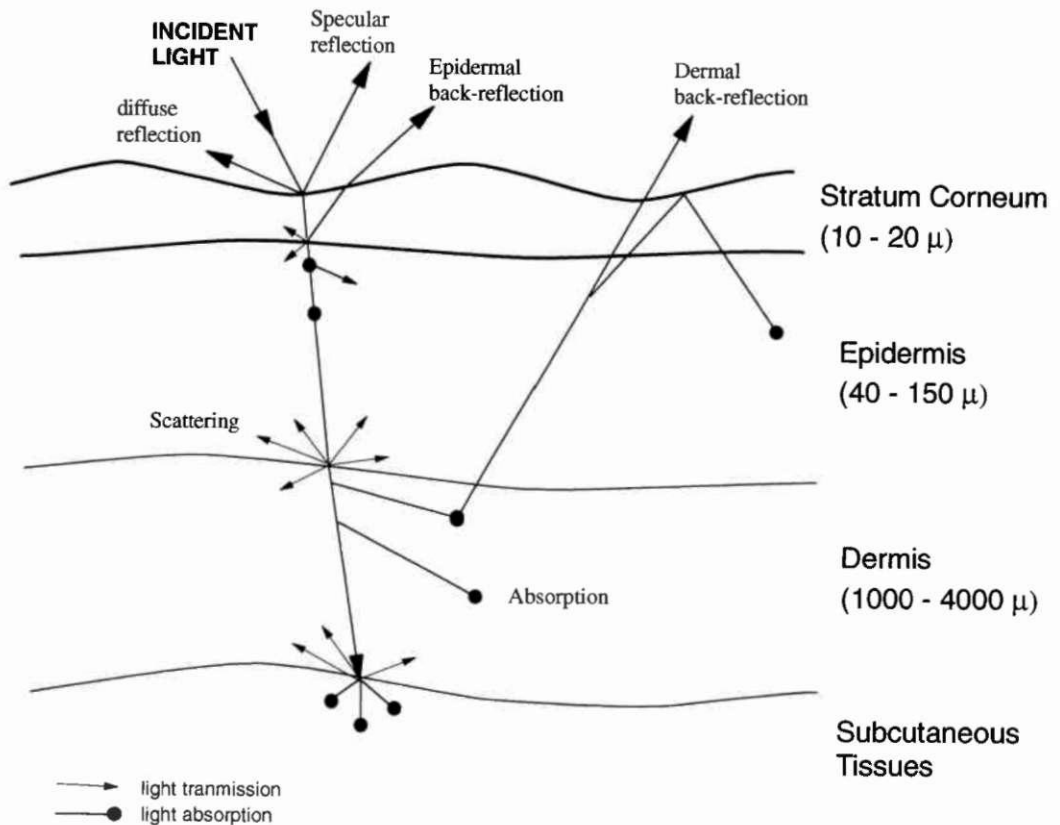 INCIDENT
LIGHT
Specular
reflection
Epidermal
back-reflection
Dermal
back-reflection
diffuse
reflection
Stratum Corneum
(10 - 20 μ)
Epidermis
(40 - 150 μ)
Scattering
Dermis
(1000 - 4000 μ)
Absorption
Subcutaneous
Tissues
light tranmission
light absorption